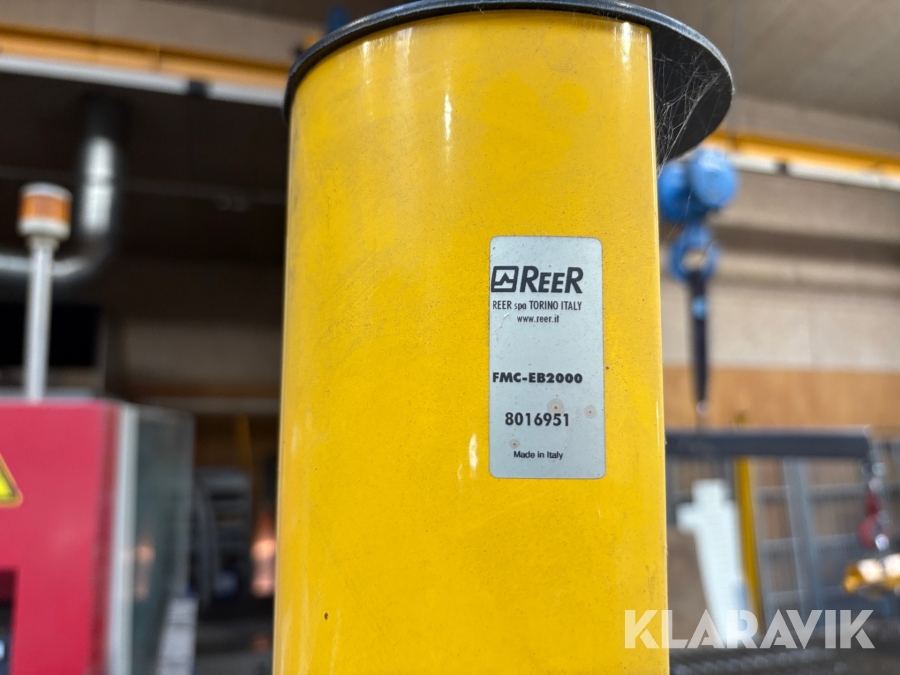 REER
REER spa TORINO ITALY
www.reer.it
FMC-EB2000
8016951
Made in Italy
KLARAVIK